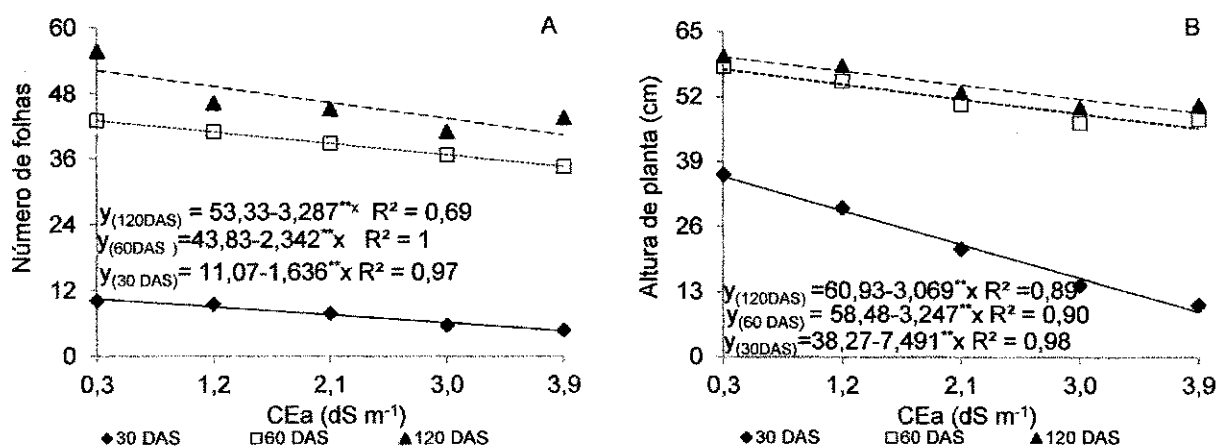 A
Número de folhas
60
48
36
24
12
0
y(120DAS) = 53,33-3,287**x R² = 0,69
y(60DAS )=43,83-2,342**x R² = 1
y(30 DAS)= 11,07-1,636**x R² = 0,97
0,3 1,2 2,1 3,0 3,9
CEa (dS m-1)
30 DAS 60 DAS 120 DAS
B
Altura de planta (cm)
65
52
39
26
13
0
y(120DAS)=60,93-3,069**x R² =0,89
y(60 DAS)= 58,48-3,247**x R² = 0,90
y(30DAS)=38,27-7,491**x R² = 0,98
0,3 1,2 2,1 3,0 3,9
CEa (dS m-1)
30 DAS 60 DAS 120 DAS